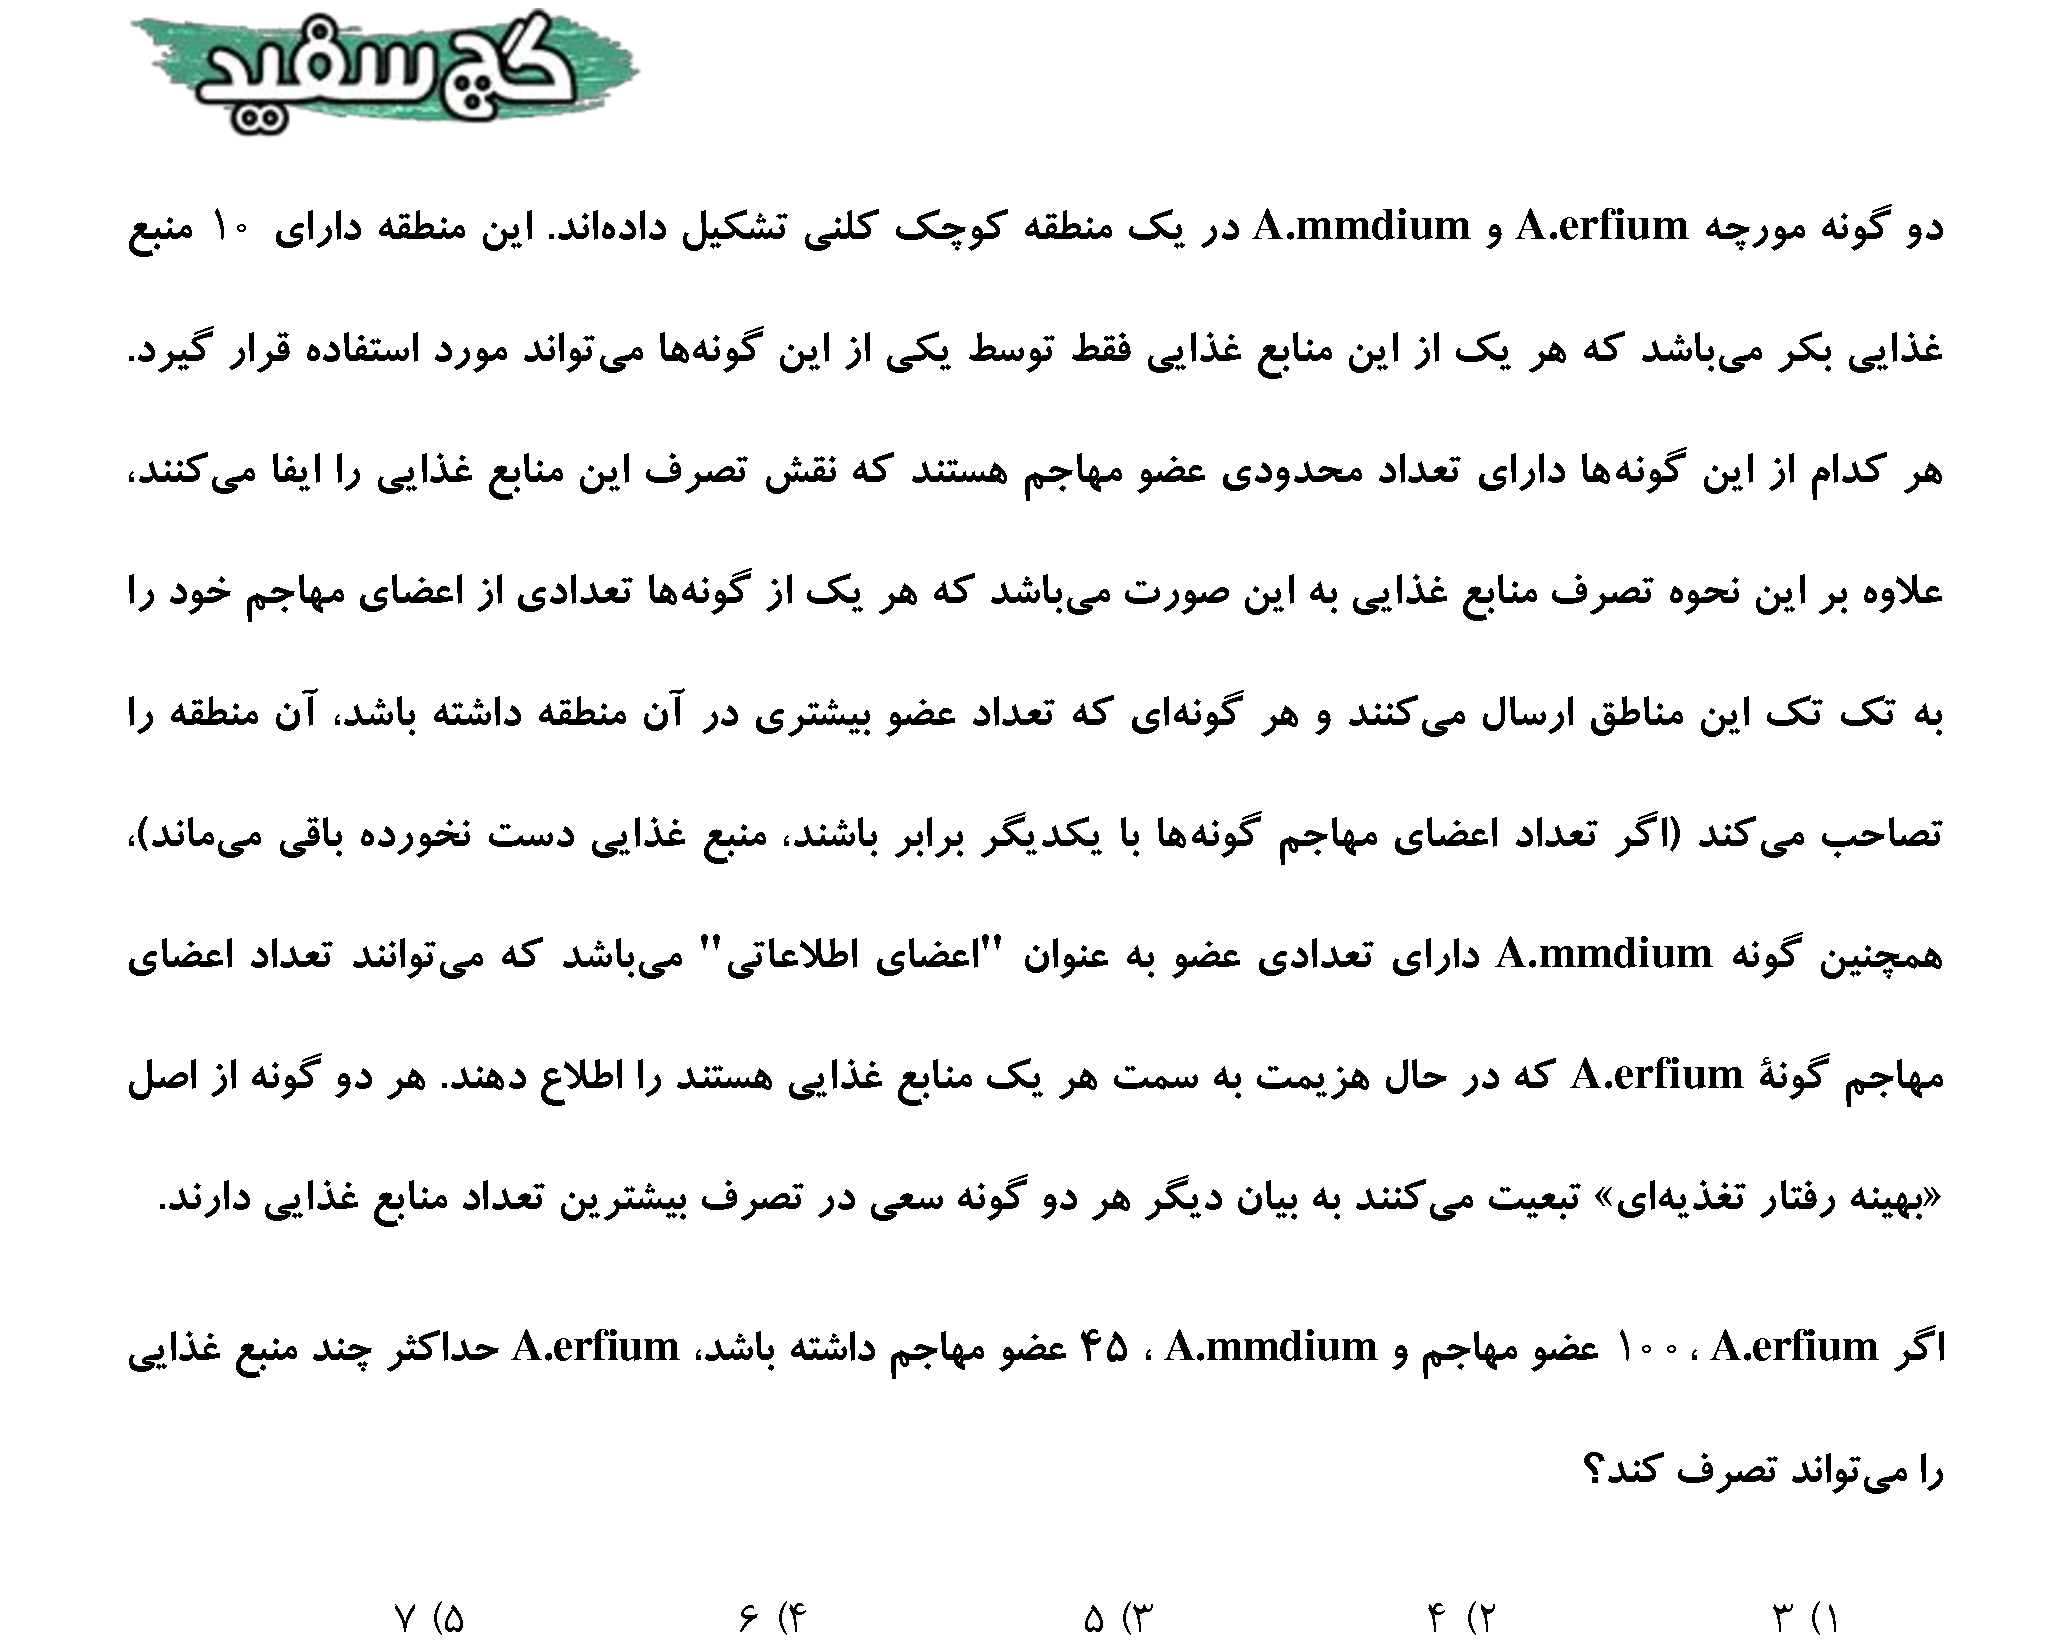 گچ سفید
دو گونه مورچه A.erfium و A.mmdium در یک منطقه کوچک کلنی تشکیل داده‌اند. این منطقه دارای ۱۰ منبع
غذایی بکر می‌باشد که هر یک از این منابع غذایی فقط توسط یکی از این گونه‌ها می‌تواند مورد استفاده قرار گیرد.
هر کدام از این گونه‌ها دارای تعداد محدودی عضو مهاجم هستند که نقش تصرف این منابع غذایی را ایفا می‌کنند،
علاوه بر این نحوه تصرف منابع غذایی به این صورت می‌باشد که هر یک از گونه‌ها تعدادی از اعضای مهاجم خود را
به تک تک این مناطق ارسال می‌کنند و هر گونه‌ای که تعداد عضو بیشتری در آن منطقه داشته باشد، آن منطقه را
تصاحب می‌کند (اگر تعداد اعضای مهاجم گونه‌ها با یکدیگر برابر باشند، منبع غذایی دست نخورده باقی می‌ماند)،
همچنین گونه A.mmdium دارای تعدادی عضو به عنوان "اعضای اطلاعاتی" می‌باشد که می‌توانند تعداد اعضای
مهاجم گونهٔ A.erfium که در حال هزیمت به سمت هر یک منابع غذایی هستند را اطلاع دهند. هر دو گونه از اصل
«بهینه رفتار تغذیه‌ای» تبعیت می‌کنند به بیان دیگر هر دو گونه سعی در تصرف بیشترین تعداد منابع غذایی دارند.
اگر A.erfium ، ۱۰۰ عضو مهاجم و A.mmdium ، ۴۵ عضو مهاجم داشته باشد، A.erfium حداکثر چند منبع غذایی
را می‌تواند تصرف کند؟
۱) ۳ ۲) ۴ ۳) ۵ ۴) ۶ ۵) ۷